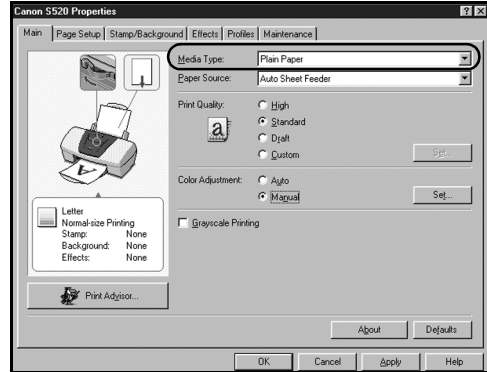 Canon S520 Properties
Main Page Setup Stamp/Background Effects Profiles Maintenance
Media Type: Plain Paper
Paper Source: Auto Sheet Feeder
Print Quality: High
Standard
Draft
Custom
Set...
Color Adjustment: Auto
Manual
Set...
Grayscale Printing
Letter
Normal-size Printing
Stamp: None
Background: None
Effects: None
Print Advisor...
About Defaults
OK Cancel Apply Help